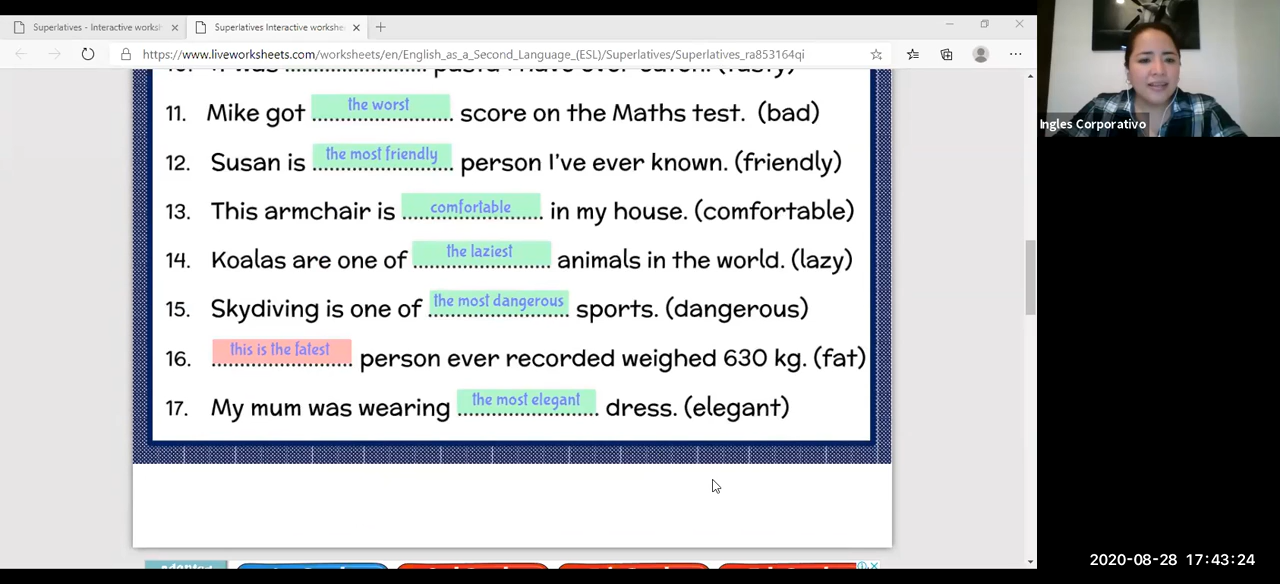 Superlatives - Interactive workst
Superlatives Interactive workshe
https://www.liveworksheets.com/worksheets/en/English_as_a_Second_Language_(ESL)/Superlatives/Superlatives_ra853164qi
11. Mike got the worst score on the Maths test. (bad)
12. Susan is the most friendly person I've ever known. (friendly)
13. This armchair is comfortable in my house. (comfortable)
14. Koalas are one of the laziest animals in the world. (lazy)
15. Skydiving is one of the most dangerous sports. (dangerous)
16. this is the fatest person ever recorded weighed 630 kg. (fat)
17. My mum was wearing the most elegant dress. (elegant)
Ingles Corporativo
2020-08-28 17:43:24